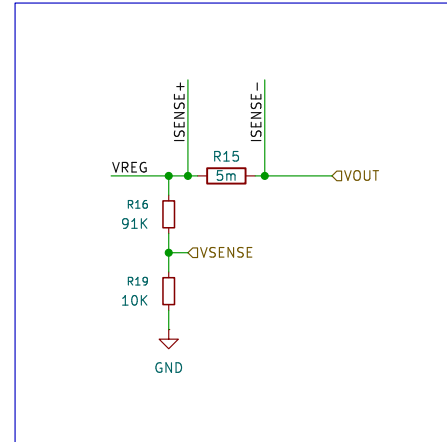 ISENSE+
ISENSE-
R15
VREG
5m
VOUT
R16
91K
VSENSE
R19
10K
GND